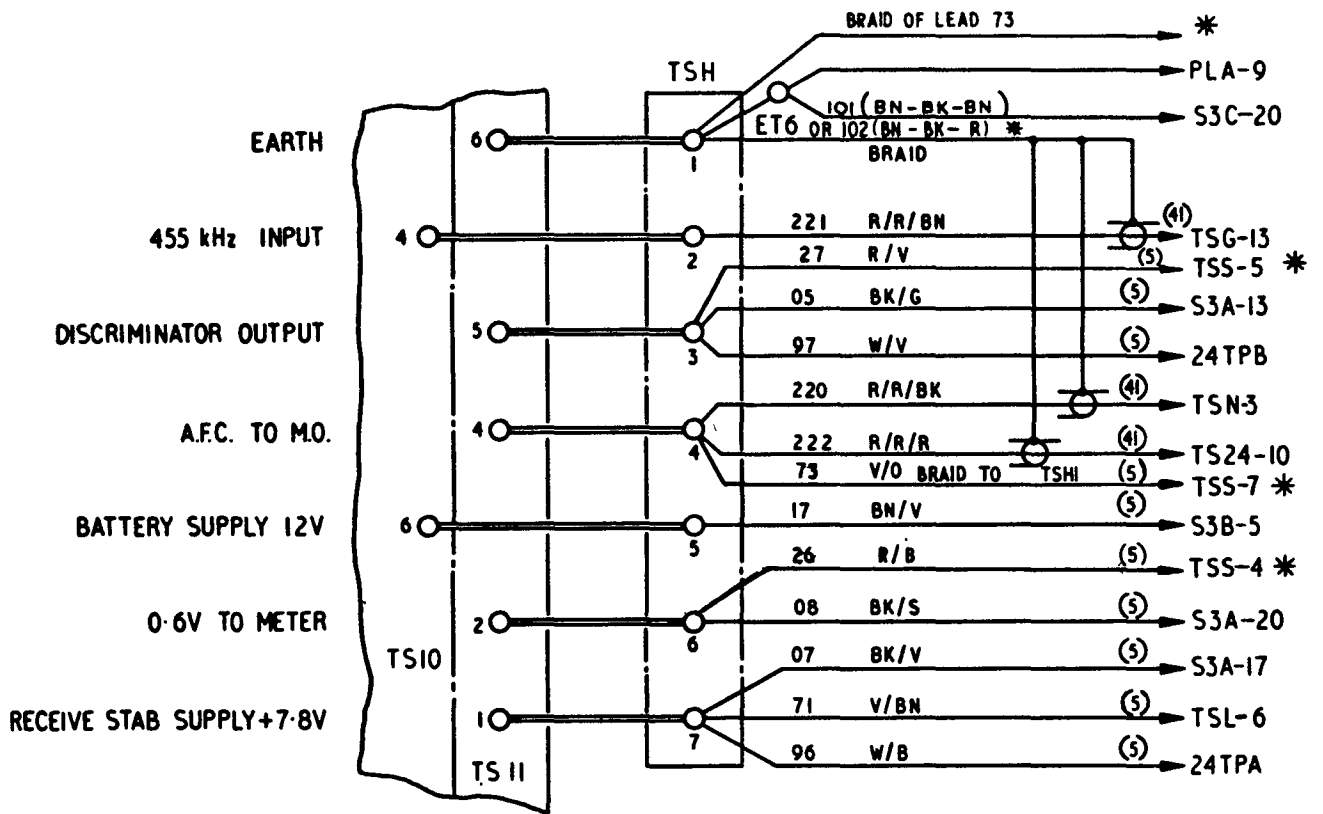 BRAID OF LEAD 73 *
TSH PLA-9
101 (BN-BK-BN) S3C-20
EARTH 6 1 ET6 OR 102 (BN-BK-R) *
BRAID
455 kHz INPUT 4 2 221 R/R/BN (41) TSG-13
27 R/V (5) TSS-5 *
05 BK/G (5) S3A-13
DISCRIMINATOR OUTPUT 5 3
97 W/V (5) 24TPB
220 R/R/BK (41) TSN-3
A.F.C. TO M.O. 4 4
222 R/R/R (41) TS24-10
73 V/O BRAID TO TSH1 (5) TSS-7 *
BATTERY SUPPLY 12V 6 5 17 BN/V (5) S3B-5
26 R/B (5) TSS-4 *
0·6V TO METER 2 6 08 BK/S (5) S3A-20
TS10 07 BK/V (5) S3A-17
RECEIVE STAB SUPPLY+7·8V 1 7 71 V/BN (5) TSL-6
TS 11 96 W/B (5) 24TPA